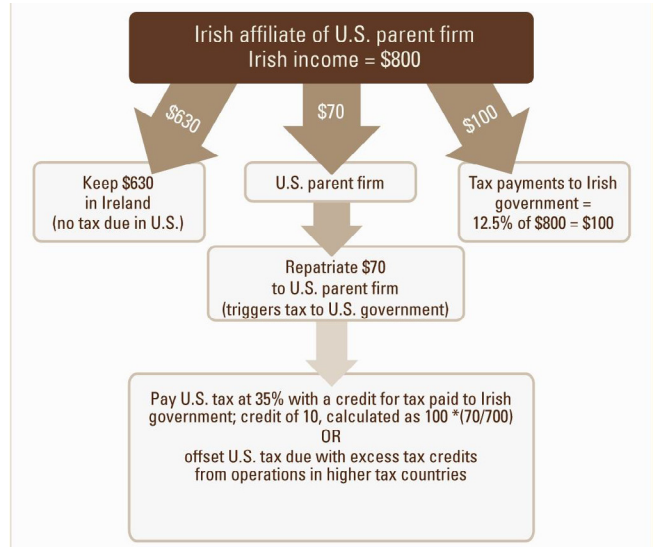 Irish affiliate of U.S. parent firm
Irish income = $800
$630
$70
$100
Keep $630
in Ireland
(no tax due in U.S.)
U.S. parent firm
Tax payments to Irish
government =
12.5% of $800 = $100
Repatriate $70
to U.S. parent firm
(triggers tax to U.S. government)
Pay U.S. tax at 35% with a credit for tax paid to Irish
government; credit of 10, calculated as 100 *(70/700)
OR
offset U.S. tax due with excess tax credits
from operations in higher tax countries